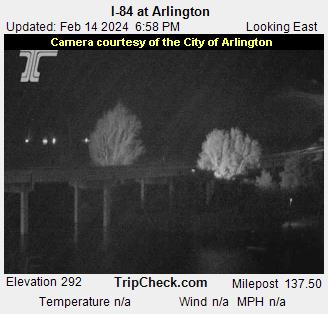 I-84 at Arlington
Updated: Feb 14 2024 6:58 PM Looking East
Camera courtesy of the City of Arlington
Elevation 292 TripCheck.com Milepost 137.50
Temperature n/a Wind n/a MPH n/a